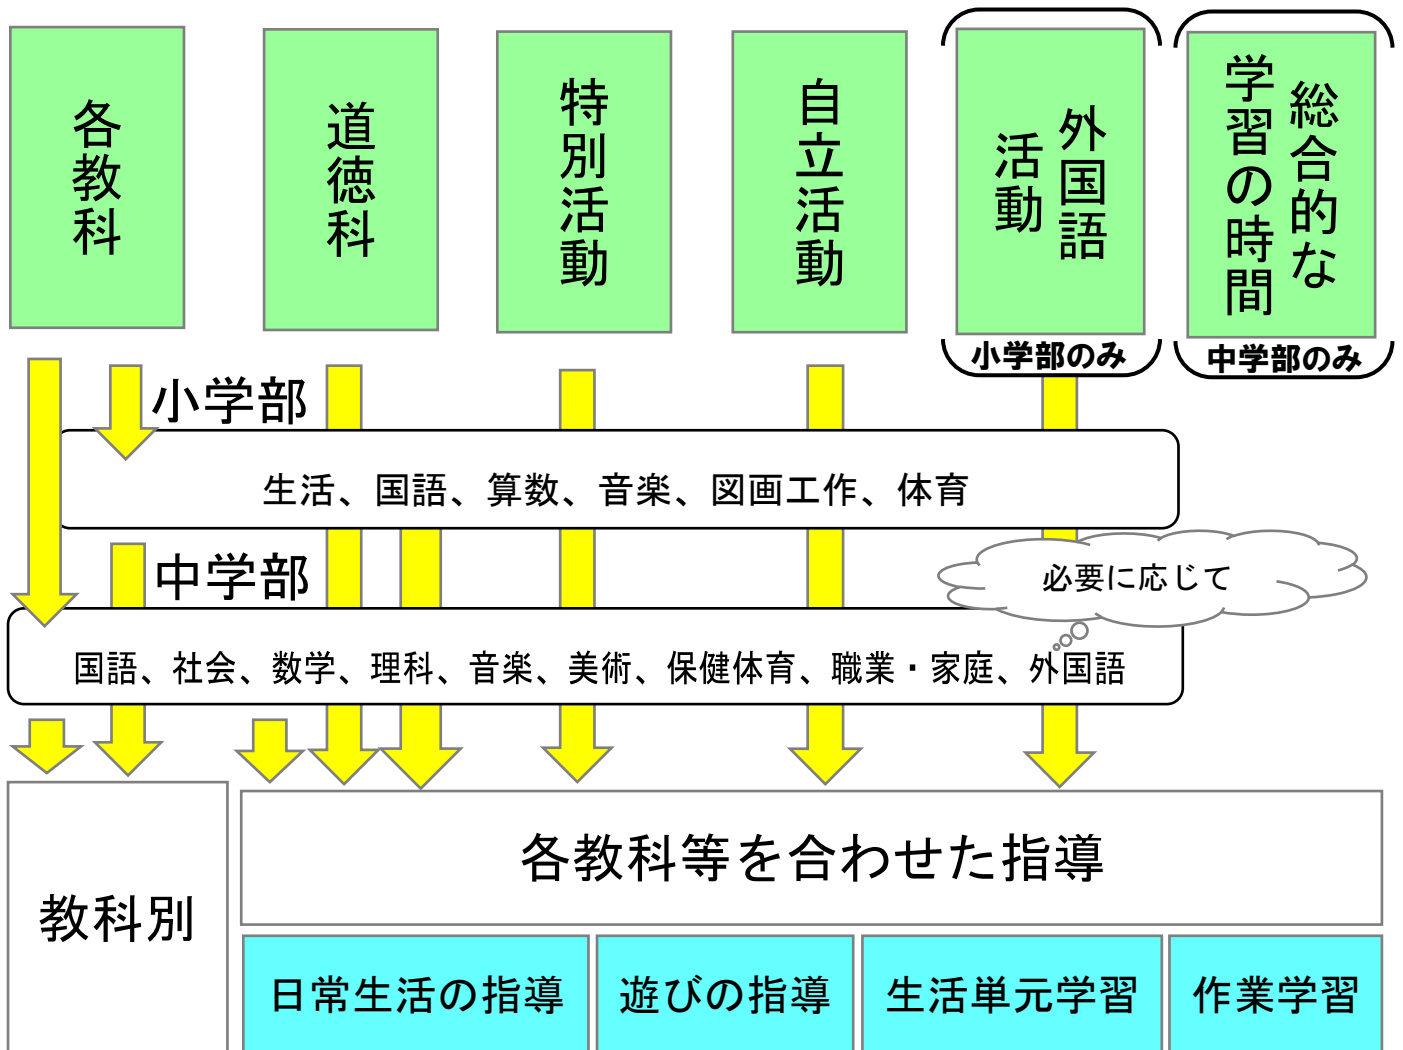 各教科
道徳科
特別活動
自立活動
外国語
活動
小学部のみ
総合的な
学習の時間
中学部のみ
小学部
生活、国語、算数、音楽、図画工作、体育
中学部
必要に応じて
国語、社会、数学、理科、音楽、美術、保健体育、職業・家庭、外国語
教科別
各教科等を合わせた指導
日常生活の指導
遊びの指導
生活単元学習
作業学習